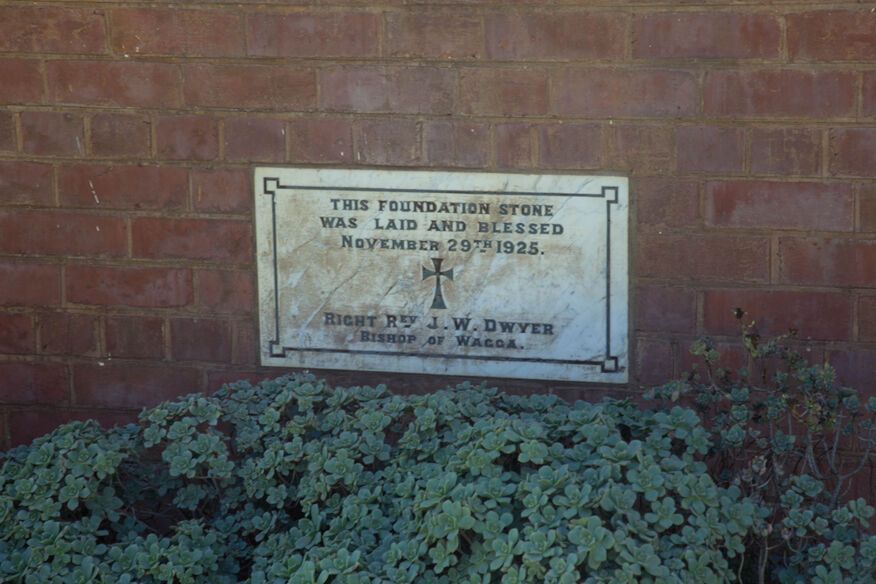 THIS FOUNDATION STONE
WAS LAID AND BLESSED
NOVEMBER 29TH 1925.
RIGHT REV J. W. DWYER
BISHOP OF WAGGA.